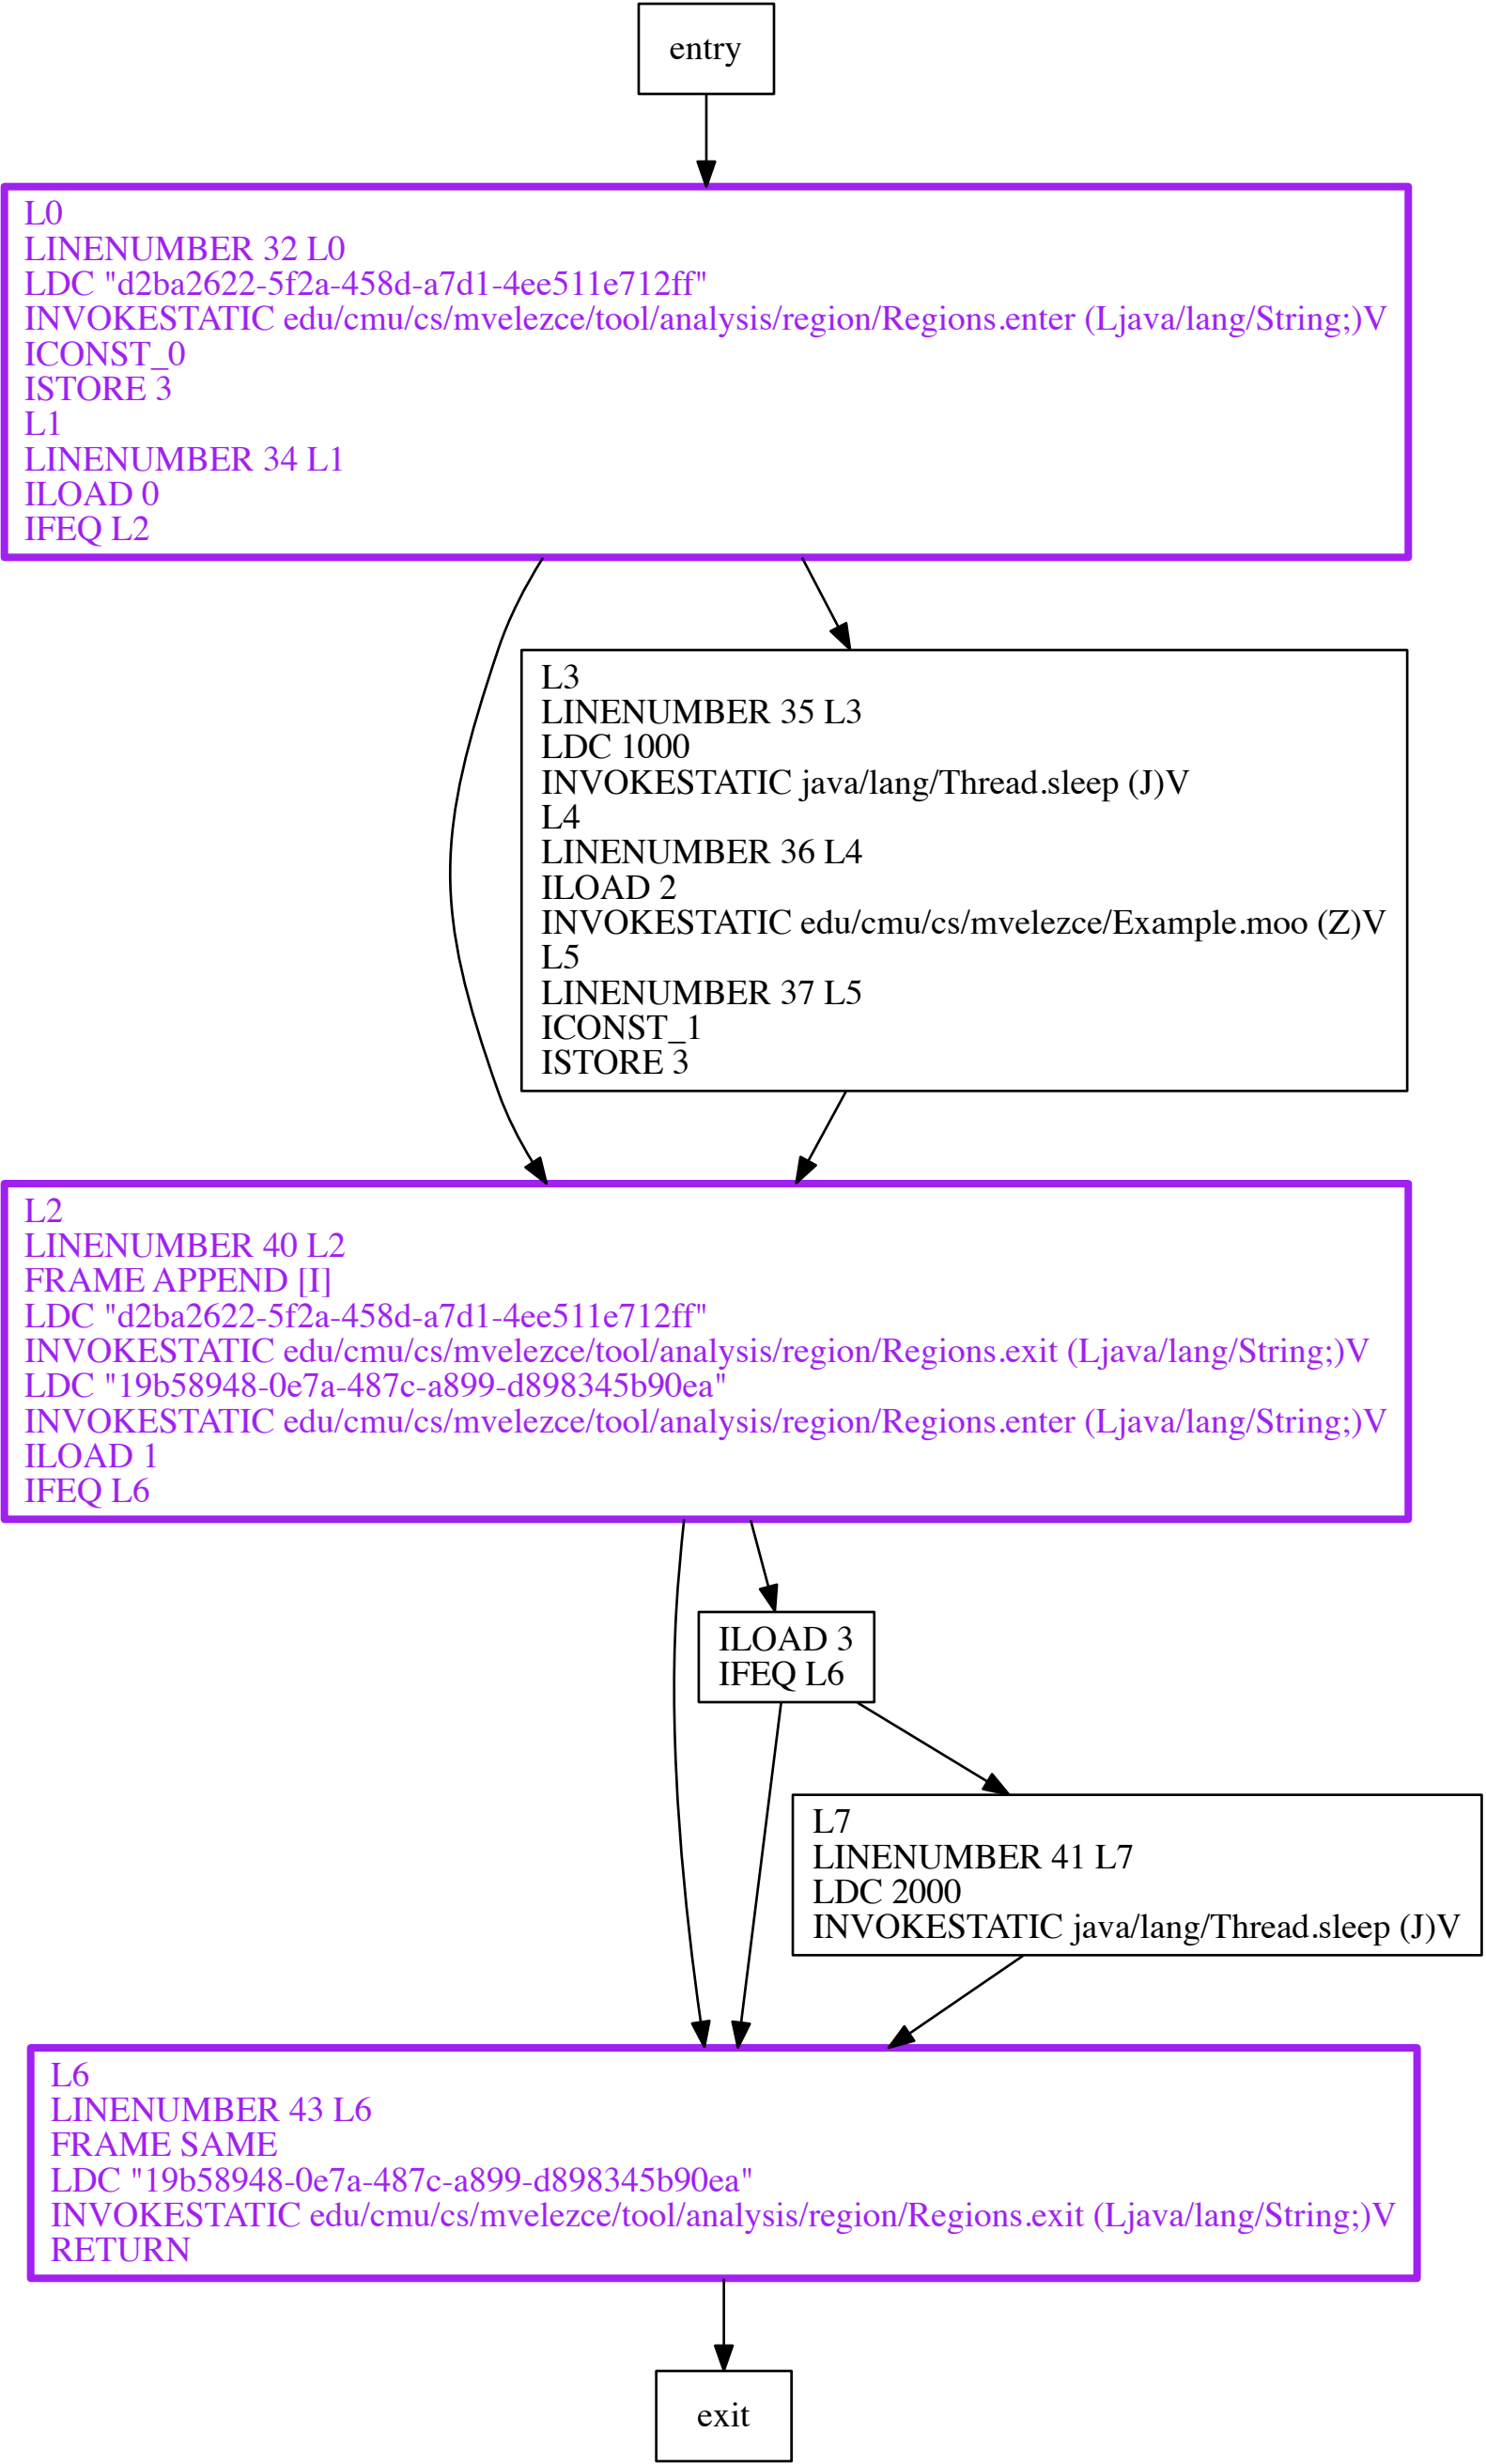 entry
L0
LINENUMBER 32 L0
LDC "d2ba2622-5f2a-458d-a7d1-4ee511e712ff"
INVOKESTATIC edu/cmu/cs/mvelezce/tool/analysis/region/Regions.enter (Ljava/lang/String;)V
ICONST_0
ISTORE 3
L1
LINENUMBER 34 L1
ILOAD 0
IFEQ L2
L3
LINENUMBER 35 L3
LDC 1000
INVOKESTATIC java/lang/Thread.sleep (J)V
L4
LINENUMBER 36 L4
ILOAD 2
INVOKESTATIC edu/cmu/cs/mvelezce/Example.moo (Z)V
L5
LINENUMBER 37 L5
ICONST_1
ISTORE 3
L2
LINENUMBER 40 L2
FRAME APPEND [I]
LDC "d2ba2622-5f2a-458d-a7d1-4ee511e712ff"
INVOKESTATIC edu/cmu/cs/mvelezce/tool/analysis/region/Regions.exit (Ljava/lang/String;)V
LDC "19b58948-0e7a-487c-a899-d898345b90ea"
INVOKESTATIC edu/cmu/cs/mvelezce/tool/analysis/region/Regions.enter (Ljava/lang/String;)V
ILOAD 1
IFEQ L6
ILOAD 3
IFEQ L6
L7
LINENUMBER 41 L7
LDC 2000
INVOKESTATIC java/lang/Thread.sleep (J)V
L6
LINENUMBER 43 L6
FRAME SAME
LDC "19b58948-0e7a-487c-a899-d898345b90ea"
INVOKESTATIC edu/cmu/cs/mvelezce/tool/analysis/region/Regions.exit (Ljava/lang/String;)V
RETURN
exit